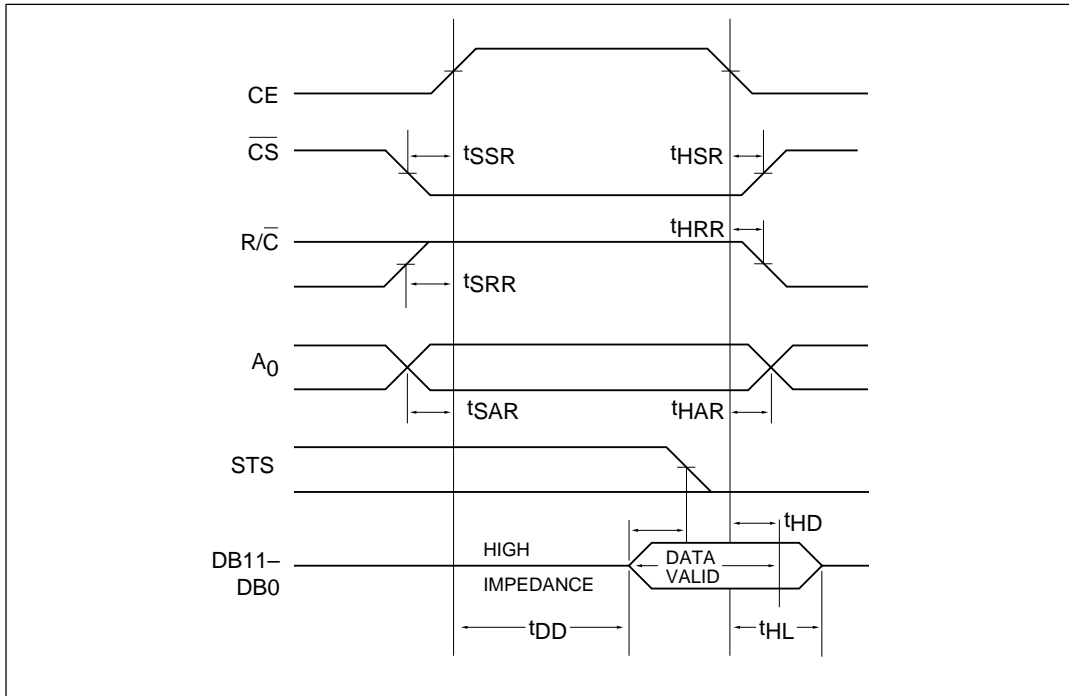 CE
CS
tSSR
tHSR
R/C
tHRR
tSRR
A0
tSAR
tHAR
STS
tHD
DB11–
DB0
HIGH
IMPEDANCE
DATA
VALID
tDD
tHL